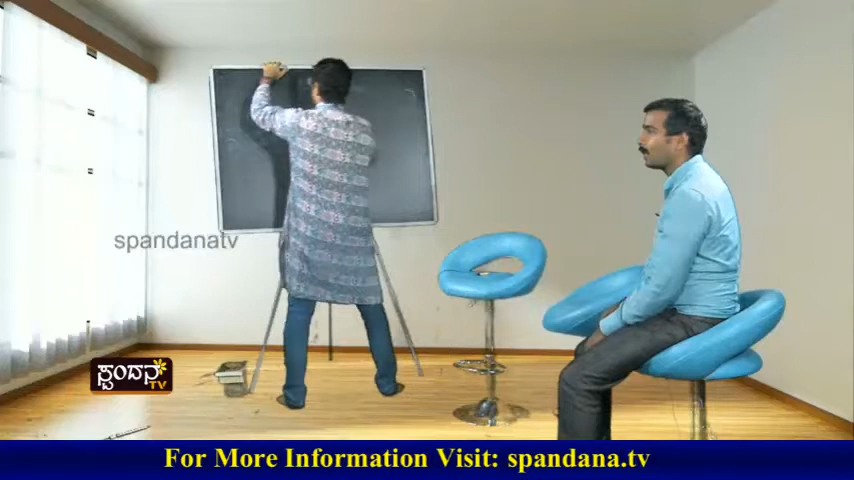 spandanatv
ಸ್ಪಂದನ
TV
For More Information Visit: spandana.tv